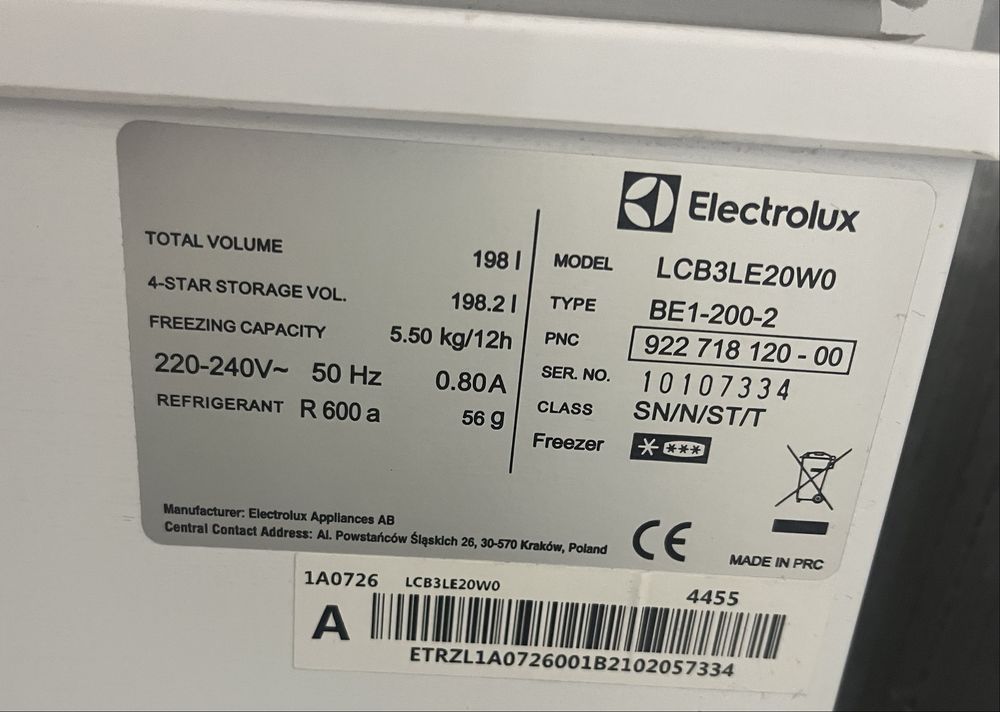 Electrolux
TOTAL VOLUME 198 l
4-STAR STORAGE VOL. 198.2 l
FREEZING CAPACITY 5.50 kg/12h
220-240V~ 50 Hz 0.80A
REFRIGERANT R 600 a 56 g
MODEL LCB3LE20W0
TYPE BE1-200-2
PNC 922 718 120 - 00
SER. NO. 10107334
CLASS SN/N/ST/T
Freezer
Manufacturer: Electrolux Appliances AB
Central Contact Address: Al. Powstańców Śląskich 26, 30-570 Kraków, Poland
CE
MADE IN PRC
1A0726 LCB3LE20W0 4455
A
ETRZL1A0726001B2102057334